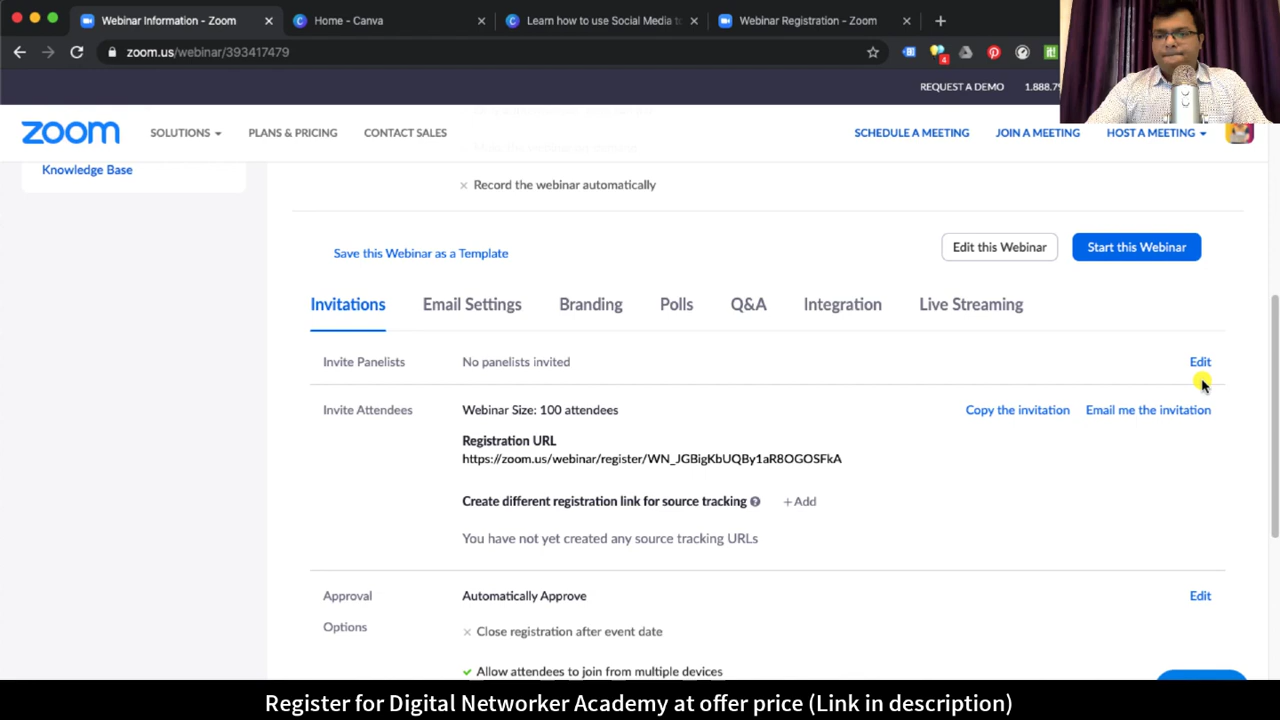 Webinar Information - Zoom
Home - Canva
Learn how to use Social Media to
Webinar Registration - Zoom
zoom.us/webinar/393417479
4
it!
REQUEST A DEMO
1.888.79
zoom
SOLUTIONS
PLANS & PRICING
CONTACT SALES
SCHEDULE A MEETING
JOIN A MEETING
HOST A MEETING
Knowledge Base
Record the webinar automatically
Save this Webinar as a Template
Edit this Webinar
Start this Webinar
Invitations
Email Settings
Branding
Polls
Q&A
Integration
Live Streaming
Invite Panelists
No panelists invited
Edit
Invite Attendees
Webinar Size: 100 attendees
Copy the invitation
Email me the invitation
Registration URL
https://zoom.us/webinar/register/WN_JGBigKbUQBy1aR8OGOSFkA
Create different registration link for source tracking
+ Add
You have not yet created any source tracking URLs
Approval
Automatically Approve
Edit
Options
Close registration after event date
Allow attendees to join from multiple devices
Register for Digital Networker Academy at offer price (Link in description)